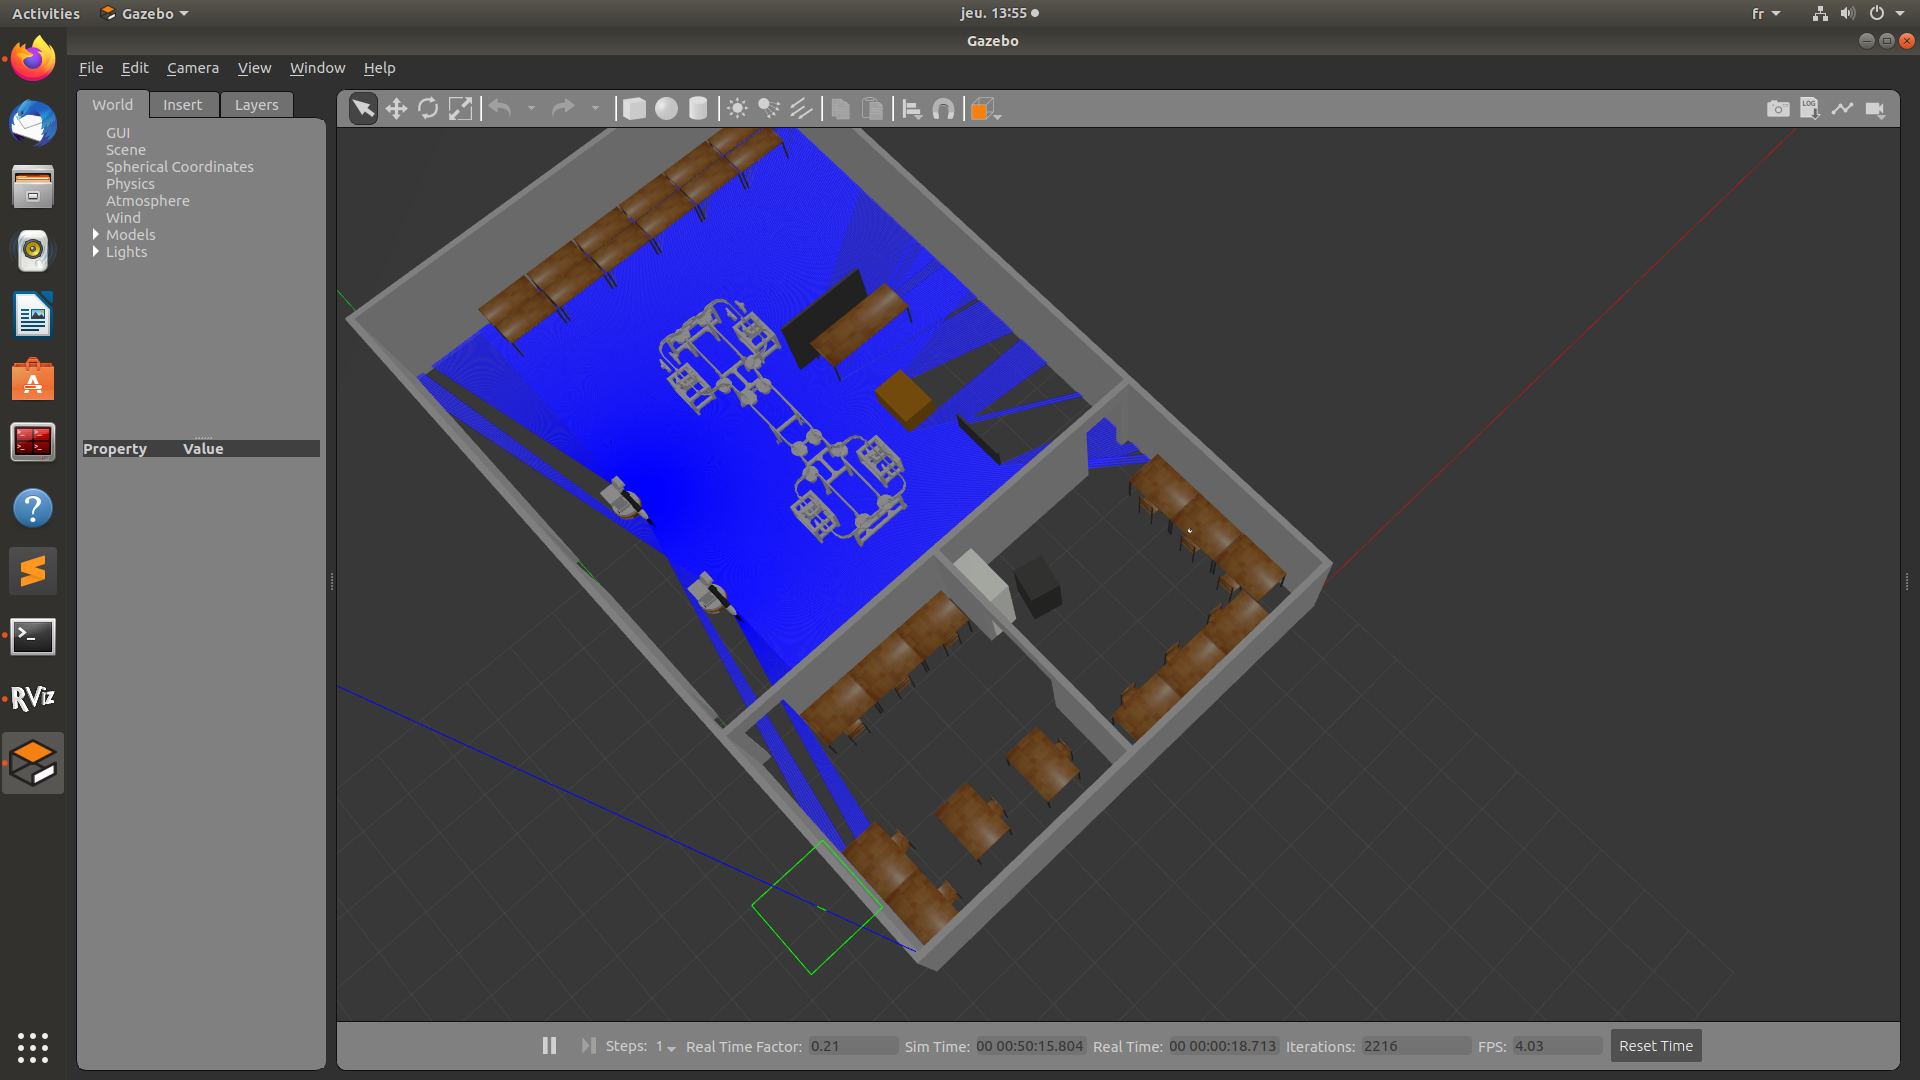 Activities Gazebo jeu. 13:55 fr
Gazebo
File Edit Camera View Window Help
World Insert Layers
LOG
GUI
Scene
Spherical Coordinates
Physics
Atmosphere
Wind
Models
Lights
Property Value
RViz
Steps: 1 Real Time Factor: 0.21 Sim Time: 00 00:50:15.804 Real Time: 00 00:00:18.713 Iterations: 2216 FPS: 4.03 Reset Time